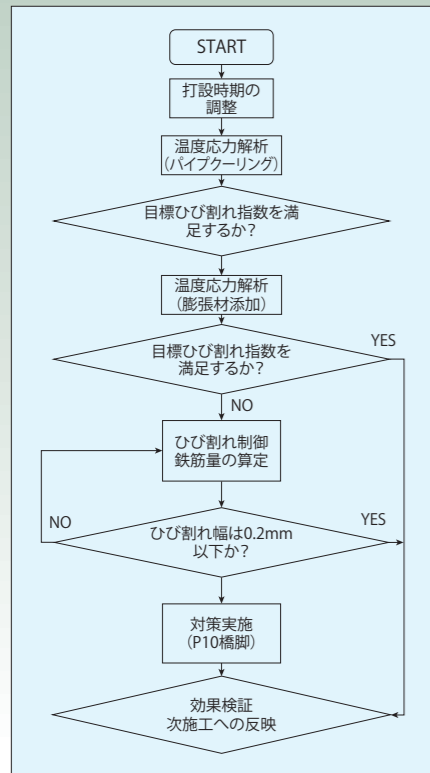 START
打設時期の
調整
温度応力解析
(パイプクーリング)
目標ひび割れ指数を満
足するか?
温度応力解析
(膨張材添加)
目標ひび割れ指数を
満足するか?
YES
NO
ひび割れ制御
鉄筋量の算定
NO
ひび割れ幅は0.2mm
以下か?
YES
対策実施
(P10橋脚)
効果検証
次施工への反映